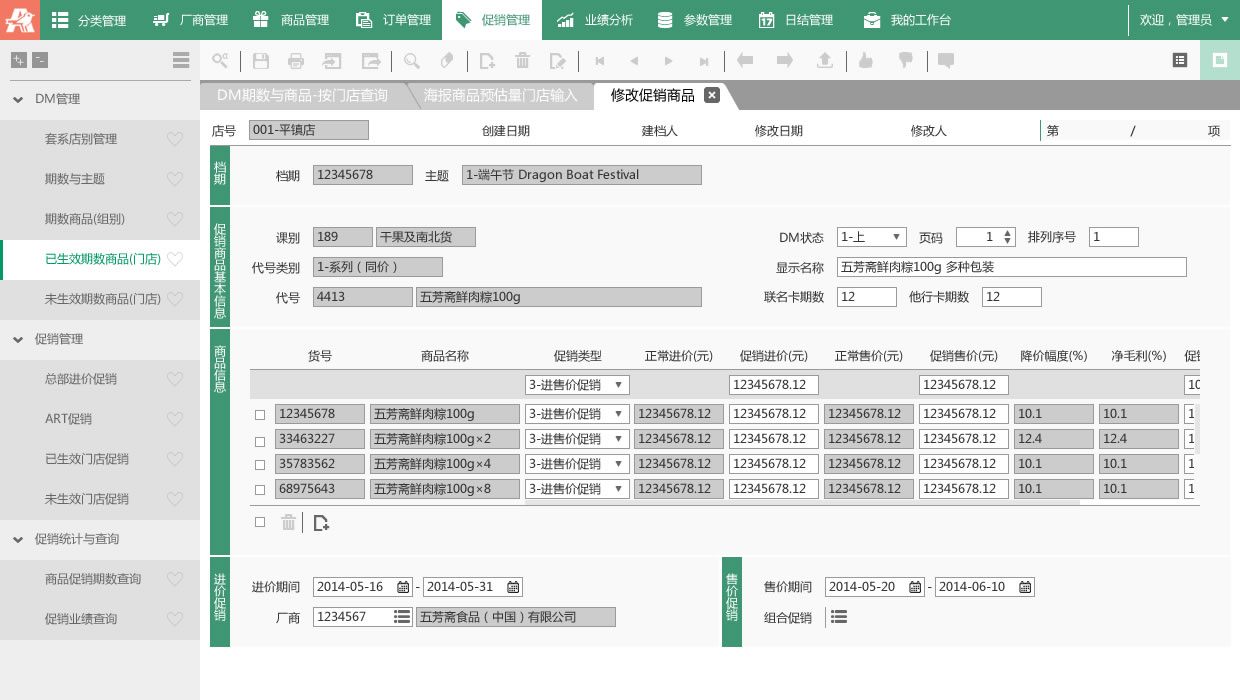 分类管理 厂商管理 商品管理 订单管理 促销管理 业绩分析 参数管理 日结管理 我的工作台 欢迎，管理员
DM管理
套系店别管理
期数与主题
期数商品(组别)
已生效期数商品(门店)
未生效期数商品(门店)
促销管理
总部进价促销
ART促销
已生效门店促销
未生效门店促销
促销统计与查询
商品促销期数查询
促销业绩查询
DM期数与商品-按门店查询 海报商品预估量门店输入 修改促销商品
店号 001-平镇店 创建日期 建档人 修改日期 修改人 第 / 项
档期
档期 12345678 主题 1-端午节 Dragon Boat Festival
促销商品基本信息
课别 189 干果及南北货 DM状态 1-上 页码 1 排列序号 1
代号类别 1-系列（同价） 显示名称 五芳斋鲜肉粽100g 多种包装
代号 4413 五芳斋鲜肉粽100g 联名卡期数 12 他行卡期数 12
商品信息
货号 商品名称 促销类型 正常进价(元) 促销进价(元) 正常售价(元) 促销售价(元) 降价幅度(%) 净毛利(%) 促
3-进售价促销 12345678.12 12345678.12 10
12345678 五芳斋鲜肉粽100g 3-进售价促销 12345678.12 12345678.12 12345678.12 12345678.12 10.1 10.1 1
33463227 五芳斋鲜肉粽100g×2 3-进售价促销 12345678.12 12345678.12 12345678.12 12345678.12 12.4 12.4 1
35783562 五芳斋鲜肉粽100g×4 3-进售价促销 12345678.12 12345678.12 12345678.12 12345678.12 10.1 10.1 1
68975643 五芳斋鲜肉粽100g×8 3-进售价促销 12345678.12 12345678.12 12345678.12 12345678.12 10.1 10.1 1
进价促销
进价期间 2014-05-16 - 2014-05-31
厂商 1234567 五芳斋食品（中国）有限公司
售价促销
售价期间 2014-05-20 - 2014-06-10
组合促销